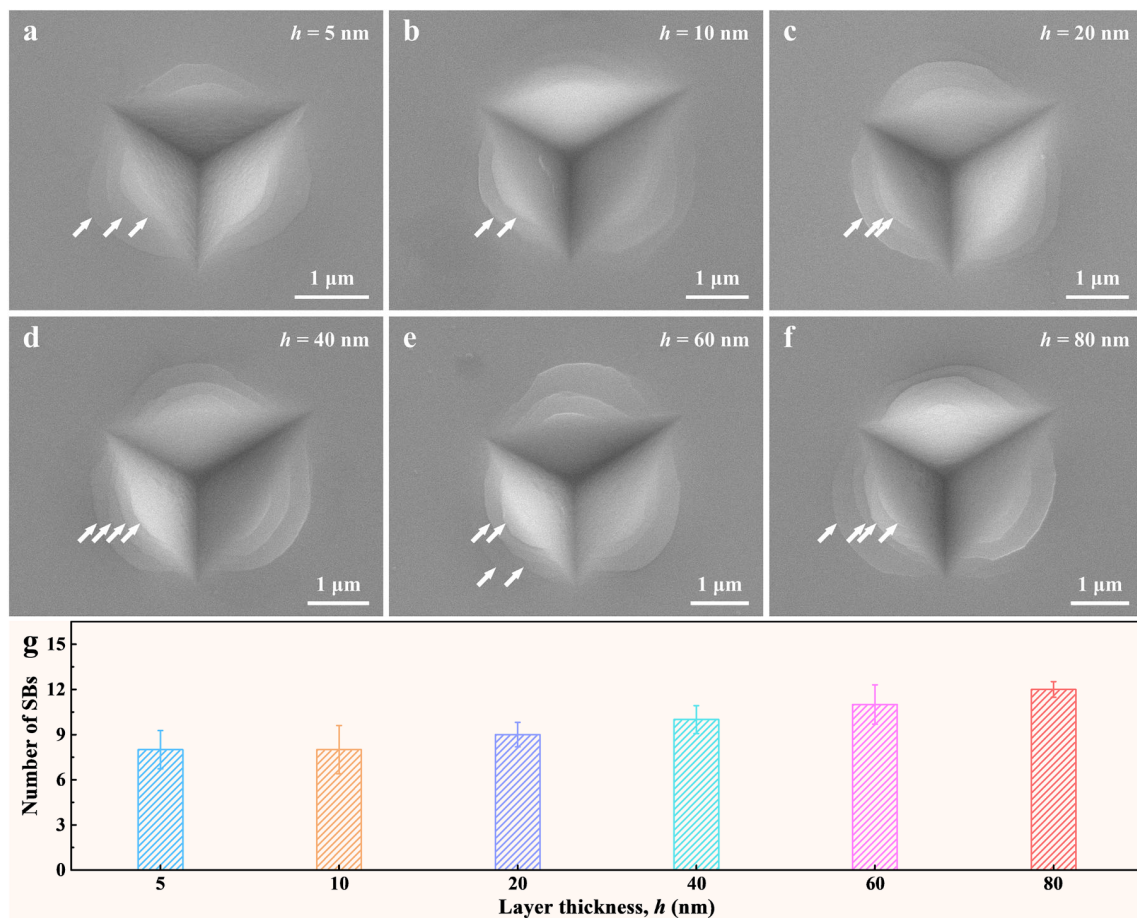 a
h = 5 nm
1 μm
b
h = 10 nm
1 μm
c
h = 20 nm
1 μm
d
h = 40 nm
1 μm
e
h = 60 nm
1 μm
f
h = 80 nm
1 μm
g
Number of SBs
15
12
9
6
3
0
5
10
20
40
60
80
Layer thickness, h (nm)